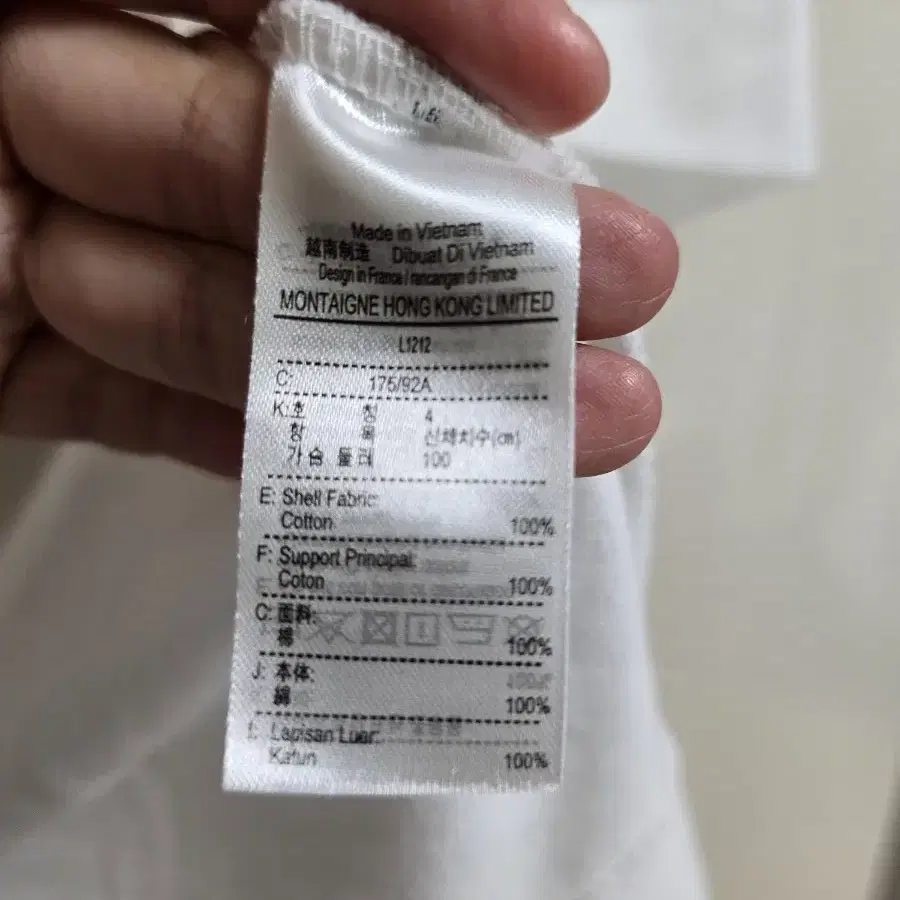 Made in Vietnam
越南制造 Dibuat Di Vietnam
Design in France / rancangan di France
MONTAIGNE HONG KONG LIMITED
L1212
C: 175/92A
K: 호 칭 4
항 목 신체치수(cm)
가슴 둘레 100
E: Shell Fabric:
Cotton 100%
F: Support Principal:
Coton 100%
C: 面料:
棉 100%
J: 本体:
綿 100%
I: Lapisan Luar:
Katun 100%